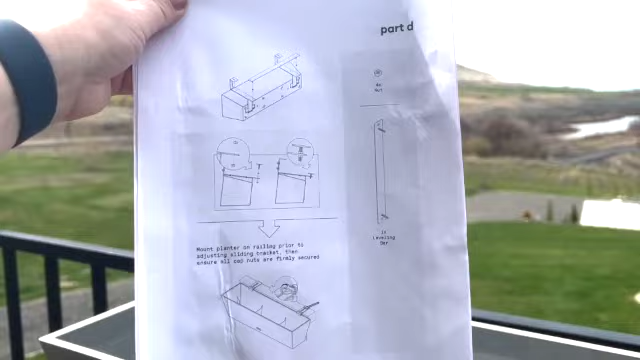 part d
4x
Nut
1x
Leveling
Bar
Mount planter on railing prior to
adjusting sliding bracket, then
ensure all cap nuts are firmly secured